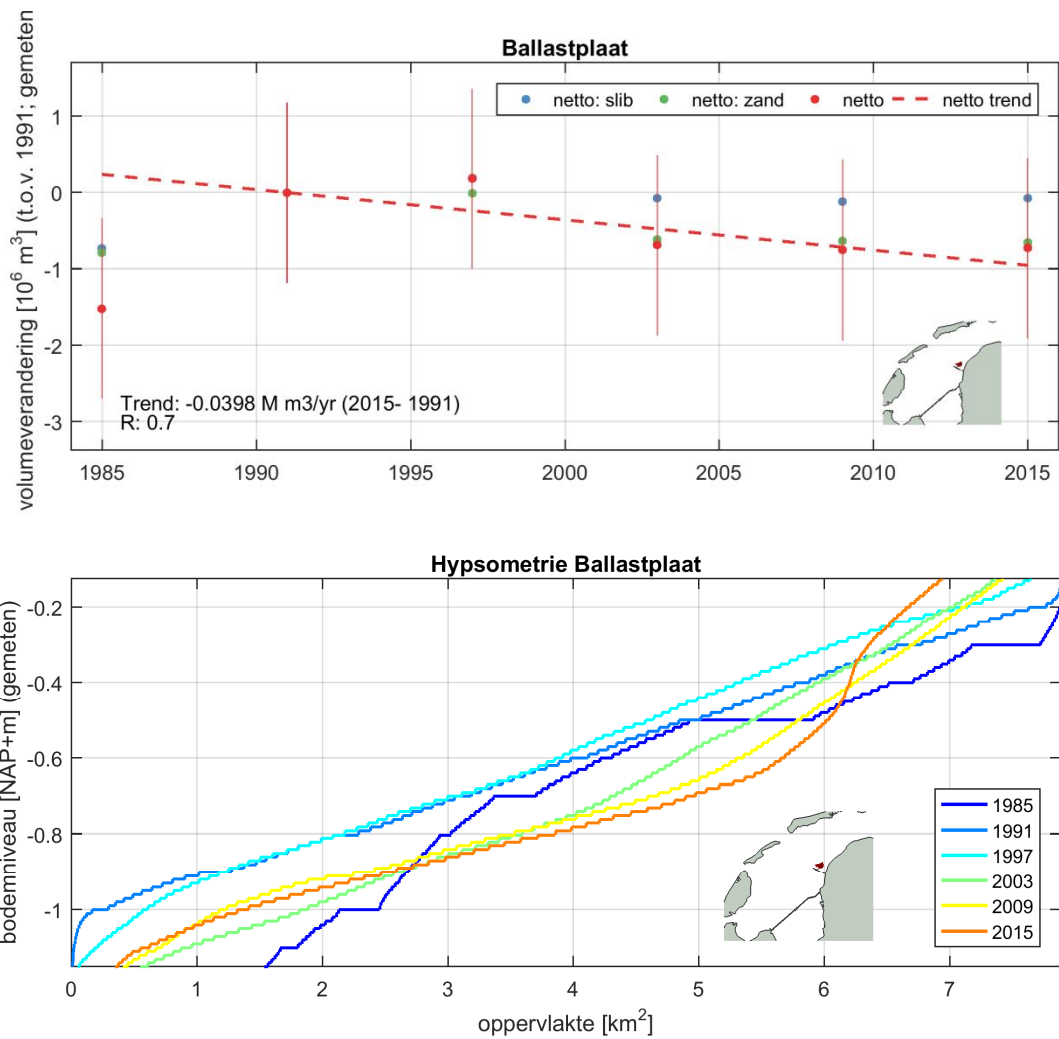 Ballastplaat
volumeverandering [10⁶ m³] (t.o.v. 1991; gemeten
netto: slib netto: zand netto netto trend
1
0
-1
-2
-3
Trend: -0.0398 M m3/yr (2015- 1991)
R: 0.7
1985 1990 1995 2000 2005 2010 2015
Hypsometrie Ballastplaat
bodemniveau [NAP+m] (gemeten)
-0.2
-0.4
-0.6
-0.8
-1
1985
1991
1997
2003
2009
2015
0 1 2 3 4 5 6 7
oppervlakte [km²]